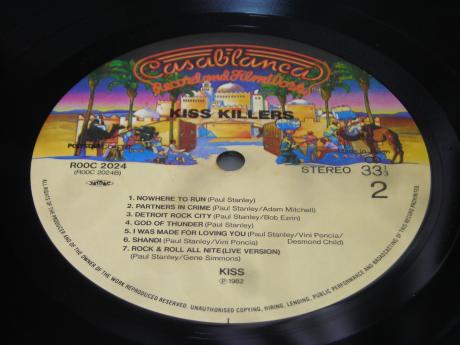 Casablanca
Record and FilmWorks
KISS KILLERS
R00C 2024
(R00C 2024B)
STEREO 33⅓
2
1. NOWHERE TO RUN (Paul Stanley)
2. PARTNERS IN CRIME (Paul Stanley/Adam Mitchell)
3. DETROIT ROCK CITY (Paul Stanley/Bob Ezrin)
4. GOD OF THUNDER (Paul Stanley)
5. I WAS MADE FOR LOVING YOU (Paul Stanley/Vini Poncia/
Desmond Child)
6. SHANDI (Paul Stanley/Vini Poncia)
7. ROCK & ROLL ALL NITE (LIVE VERSION)
(Paul Stanley/Gene Simmons)
KISS
Ⓟ1982
ALL RIGHTS OF THE PRODUCER AND OF THE OWNER OF THE WORK REPRODUCED RESERVED. UNAUTHORISED COPYING, HIRING, LENDING, PUBLIC PERFORMANCE AND BROADCASTING OF THIS RECORD PROHIBITED.